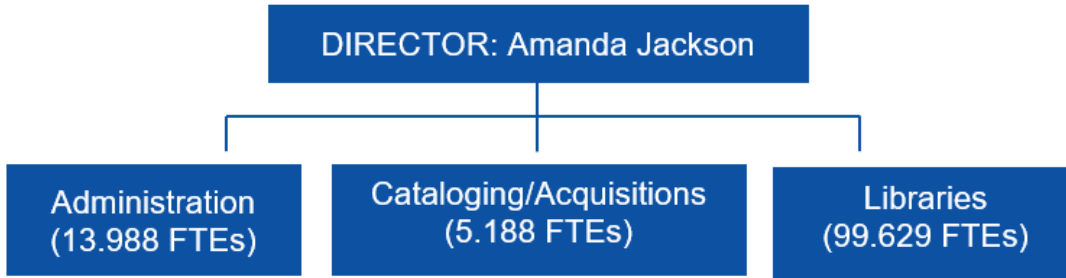 DIRECTOR: Amanda Jackson
Administration
(13.988 FTEs)
Cataloging/Acquisitions
(5.188 FTEs)
Libraries
(99.629 FTEs)